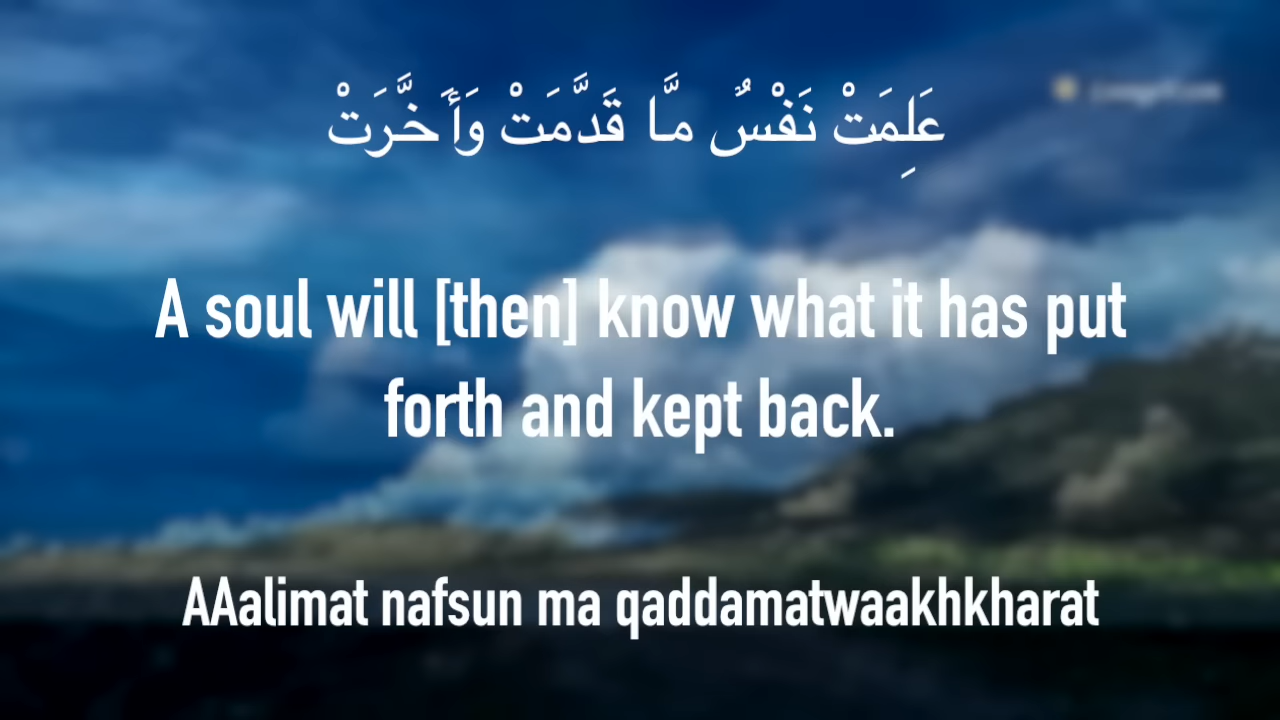 عَلِمَتْ نَفْسٌ مَّا قَدَّمَتْ وَأَخَّرَتْ
A soul will [then] know what it has put
forth and kept back.
AAalimat nafsun ma qaddamatwaakhkharat